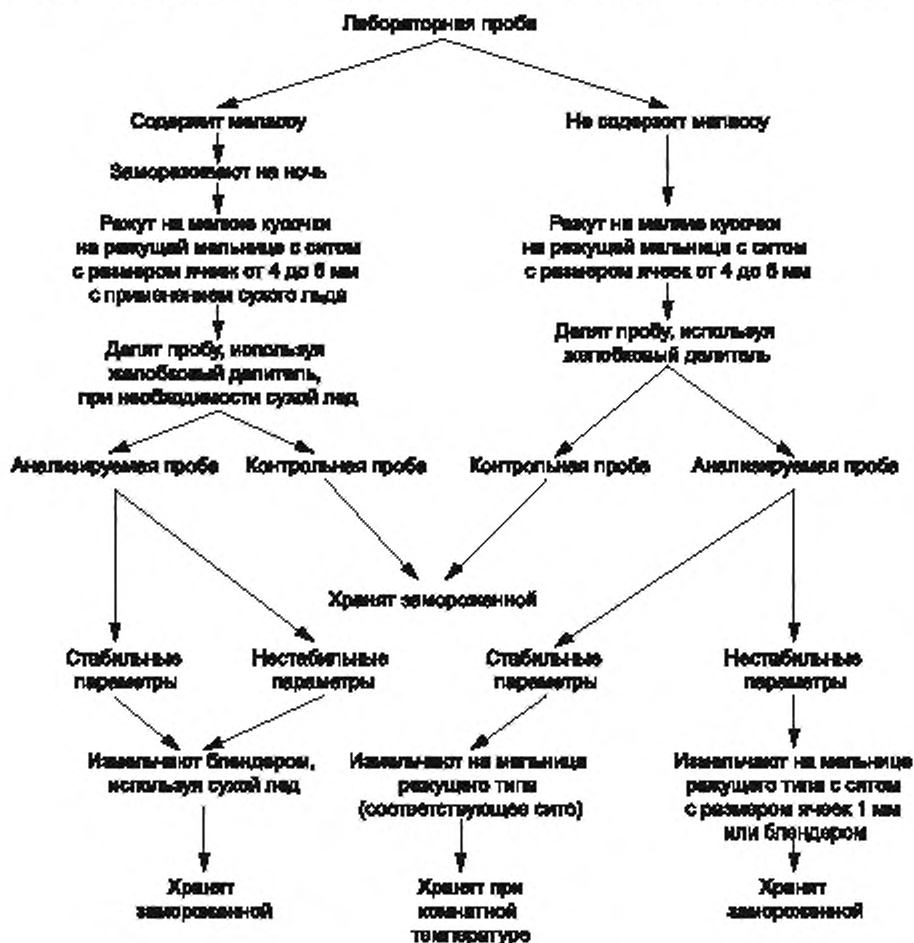 Лабораторная проба
Содержит мелассу
Не содержит мелассу
Замораживают на ночь
Режут на мелкие кусочки
на режущей мельнице с ситом
с размером ячеек от 4 до 6 мм
с применением сухого льда
Режут на мелкие кусочки
на режущей мельнице с ситом
с размером ячеек от 4 до 6 мм
Делят пробу, используя
желобковый делитель,
при необходимости сухой лед
Делят пробу, используя
желобковый делитель
Анализируемая проба
Контрольная проба
Контрольная проба
Анализируемая проба
Хранят замороженной
Стабильные
параметры
Нестабильные
параметры
Стабильные
параметры
Нестабильные
параметры
Измельчают блендером,
используя сухой лед
Измельчают на мельнице
режущего типа
(соответствующее сито)
Измельчают на мельнице
режущего типа с ситом
с размером ячеек 1 мм
или блендером
Хранят
замороженной
Хранят при
комнатной
температуре
Хранят
замороженной